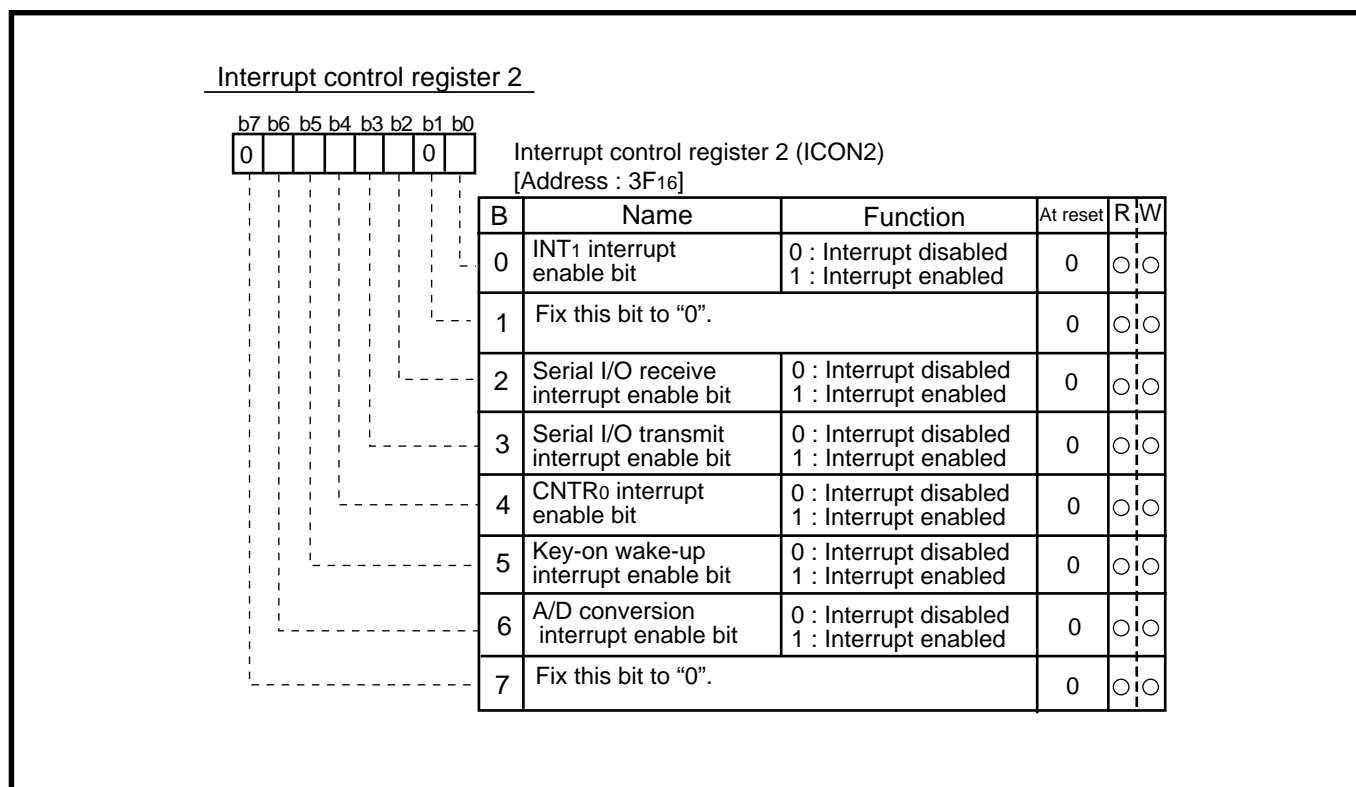 Interrupt control register 2
b7 b6 b5 b4 b3 b2 b1 b0
0 0
Interrupt control register 2 (ICON2)
[Address : 3F16]
B Name Function At reset R W
0 INT1 interrupt enable bit 0 : Interrupt disabled 1 : Interrupt enabled 0 ○ ○
1 Fix this bit to “0”. 0 ○ ○
2 Serial I/O receive interrupt enable bit 0 : Interrupt disabled 1 : Interrupt enabled 0 ○ ○
3 Serial I/O transmit interrupt enable bit 0 : Interrupt disabled 1 : Interrupt enabled 0 ○ ○
4 CNTR0 interrupt enable bit 0 : Interrupt disabled 1 : Interrupt enabled 0 ○ ○
5 Key-on wake-up interrupt enable bit 0 : Interrupt disabled 1 : Interrupt enabled 0 ○ ○
6 A/D conversion interrupt enable bit 0 : Interrupt disabled 1 : Interrupt enabled 0 ○ ○
7 Fix this bit to “0”. 0 ○ ○